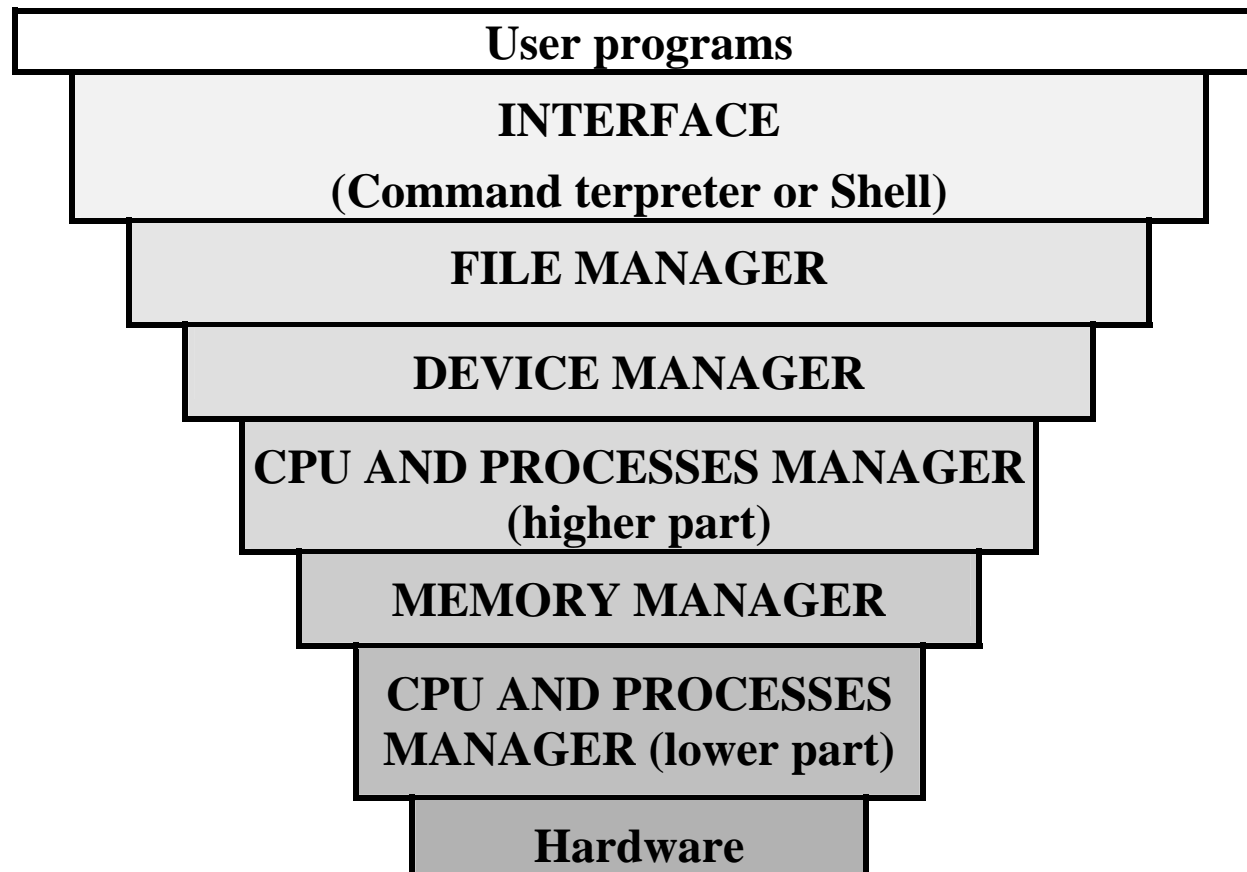 User programs
INTERFACE
(Command terpreter or Shell)
FILE MANAGER
DEVICE MANAGER
CPU AND PROCESSES MANAGER
(higher part)
MEMORY MANAGER
CPU AND PROCESSES
MANAGER (lower part)
Hardware